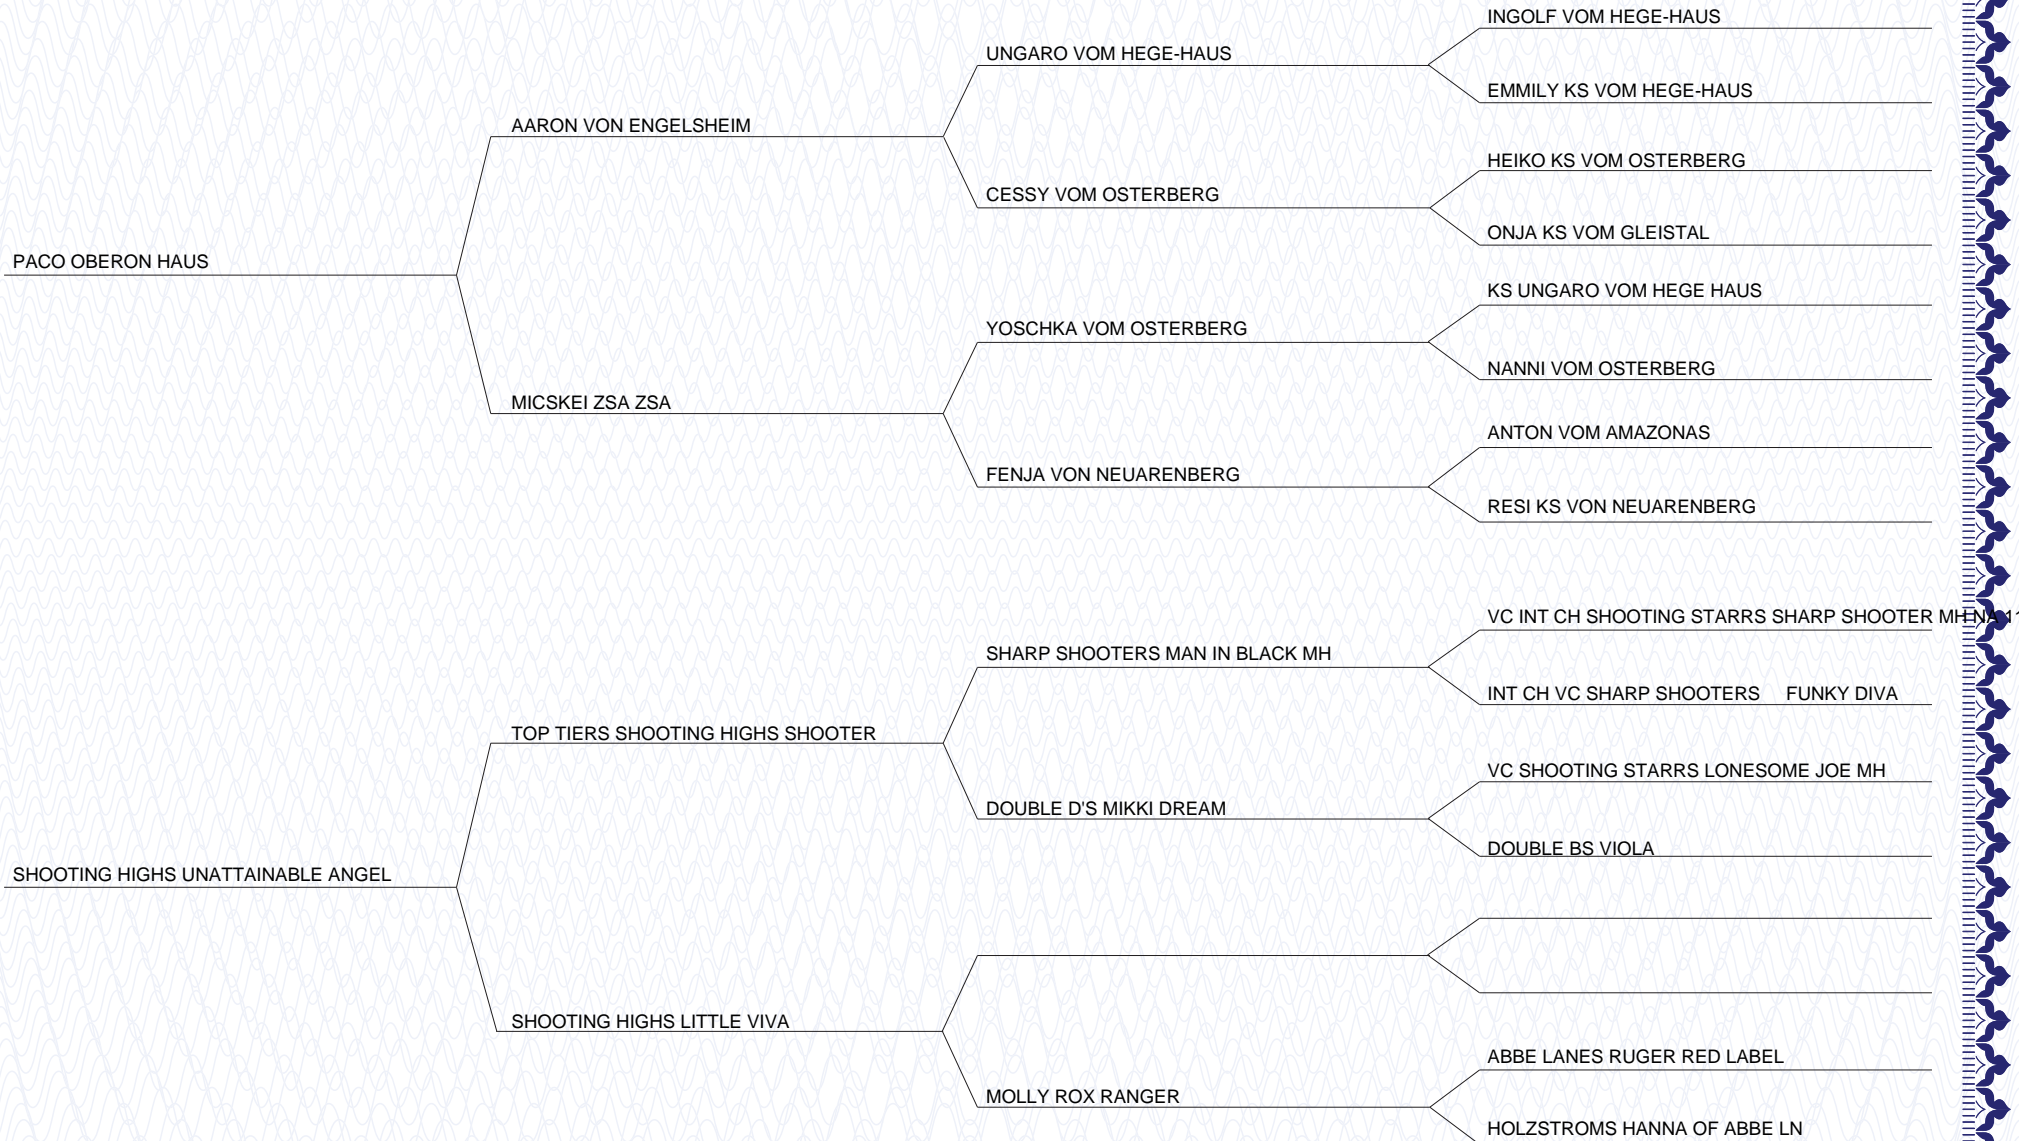 INGOLF VOM HEGE-HAUS
UNGARO VOM HEGE-HAUS
EMMILY KS VOM HEGE-HAUS
AARON VON ENGELSHEIM
HEIKO KS VOM OSTERBERG
CESSY VOM OSTERBERG
ONJA KS VOM GLEISTAL
PACO OBERON HAUS
KS UNGARO VOM HEGE HAUS
YOSCHKA VOM OSTERBERG
NANNI VOM OSTERBERG
MICSKEI ZSA ZSA
ANTON VOM AMAZONAS
FENJA VON NEUARENBERG
RESI KS VON NEUARENBERG
VC INT CH SHOOTING STARRS SHARP SHOOTER MH NA 11
SHARP SHOOTERS MAN IN BLACK MH
INT CH VC SHARP SHOOTERS FUNKY DIVA
TOP TIERS SHOOTING HIGHS SHOOTER
VC SHOOTING STARRS LONESOME JOE MH
DOUBLE D'S MIKKI DREAM
DOUBLE BS VIOLA
SHOOTING HIGHS UNATTAINABLE ANGEL
SHOOTING HIGHS LITTLE VIVA
ABBE LANES RUGER RED LABEL
MOLLY ROX RANGER
HOLZSTROMS HANNA OF ABBE LN